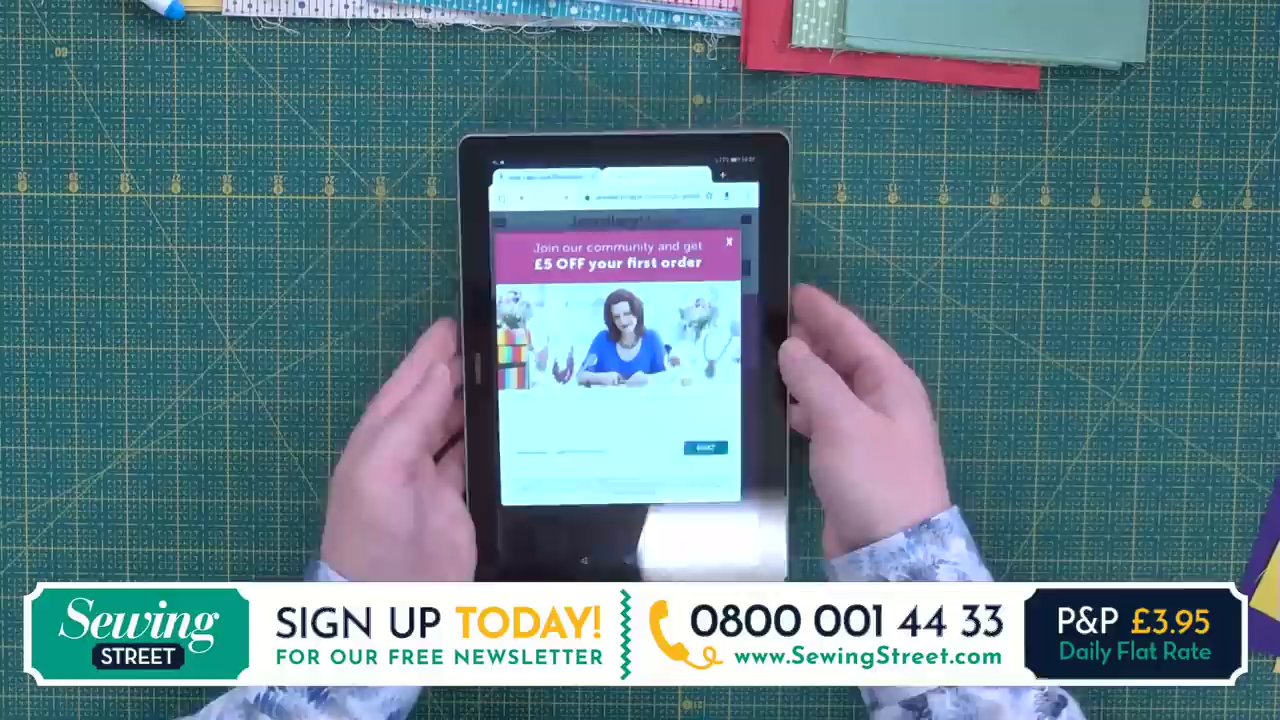 Join our community and get
£5 OFF your first order
X
Sewing
STREET
SIGN UP TODAY!
FOR OUR FREE NEWSLETTER
0800 001 44 33
www.SewingStreet.com
P&P £3.95
Daily Flat Rate